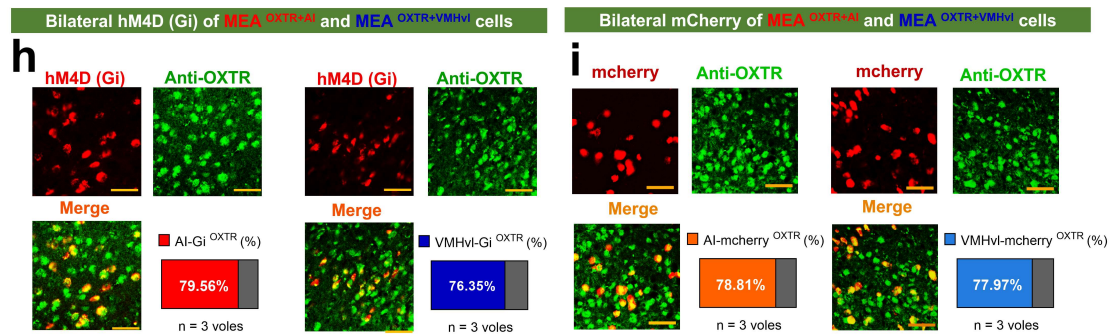 Bilateral hM4D (Gi) of MEA OXTR+AI and MEA OXTR+VMHvl cells
Bilateral mCherry of MEA OXTR+AI and MEA OXTR+VMHvl cells
h
hM4D (Gi)
Anti-OXTR
hM4D (Gi)
Anti-OXTR
i
mcherry
Anti-OXTR
mcherry
Anti-OXTR
Merge
AI-Gi OXTR (%)
79.56%
n = 3 voles
Merge
VMHvl-Gi OXTR (%)
76.35%
n = 3 voles
Merge
AI-mcherry OXTR (%)
78.81%
n = 3 voles
Merge
VMHvl-mcherry OXTR (%)
77.97%
n = 3 voles